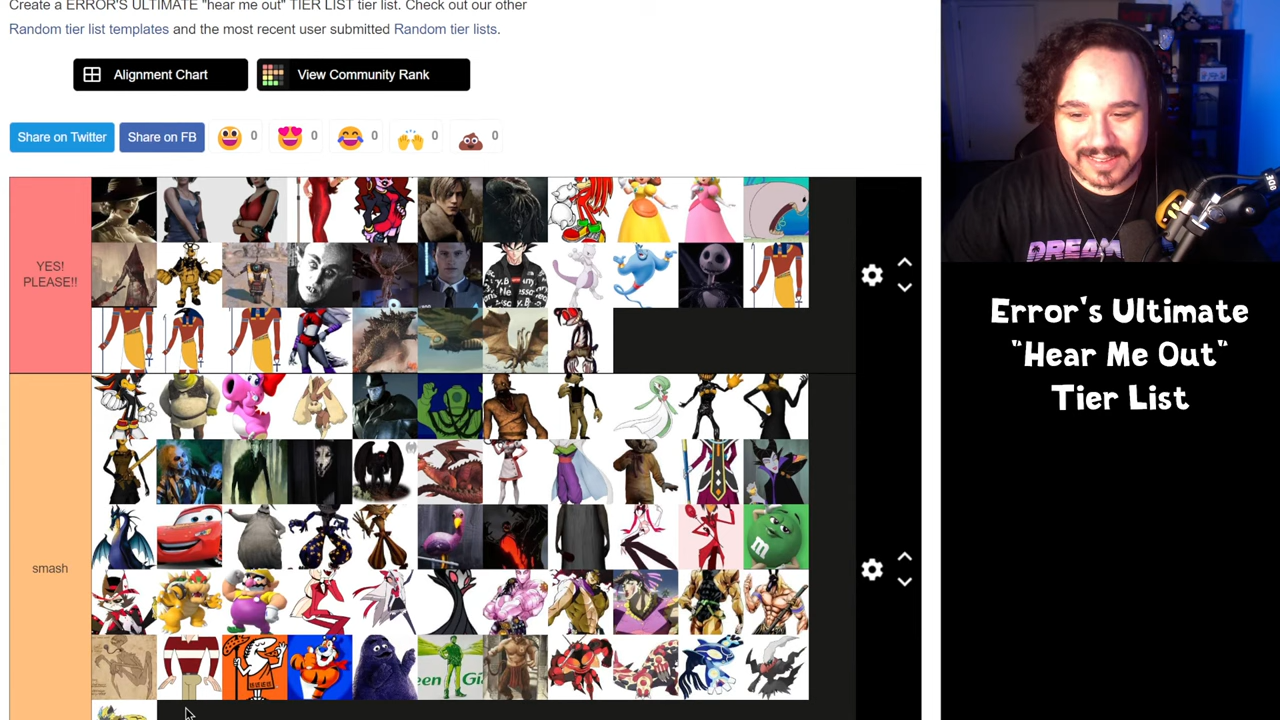 Create a ERROR'S ULTIMATE "hear me out" TIER LIST tier list. Check out our other
Random tier list templates and the most recent user submitted Random tier lists.
Alignment Chart
View Community Rank
Share on Twitter
Share on FB
0
0
0
0
0
YES!
PLEASE!!
smash
m
een Gi
DREAM
Error's Ultimate
"Hear Me Out"
Tier List